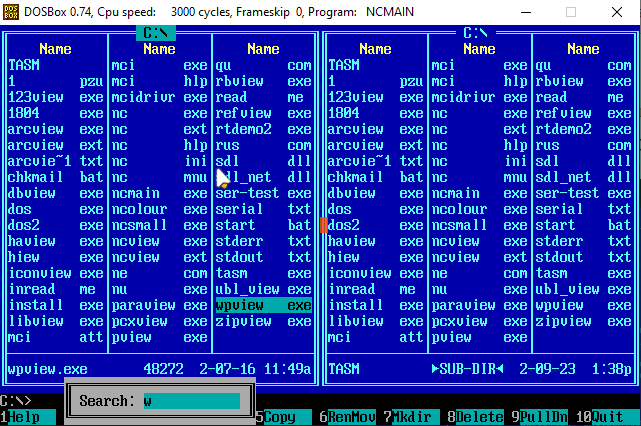 DOSBox 0.74, Cpu speed: 3000 cycles, Frameskip 0, Program: NCMAIN
C:\ C:\
Name Name Name Name Name Name
TASM mci exe qu com TASM mci exe qu com
1 pzu mci hlp rbview exe 1 pzu mci hlp rbview exe
123view exe mcidrivr exe read me 123view exe mcidrivr exe read me
1804 exe nc exe refview exe 1804 exe nc exe refview exe
arcview exe nc ext rtdemo2 exe arcview exe nc ext rtdemo2 exe
arcview ext nc hlp rus com arcview ext nc hlp rus com
arcvie~1 txt nc ini sdl dll arcvie~1 txt nc ini sdl dll
chkmail bat nc mnu sdl_net dll chkmail bat nc mnu sdl_net dll
dbview exe ncmain exe ser-test exe dbview exe ncmain exe ser-test exe
dos exe ncolour exe serial txt dos exe ncolour exe serial txt
dos2 exe ncsmall exe start bat dos2 exe ncsmall exe start bat
haview exe ncview exe stderr txt haview exe ncview exe stderr txt
hiew exe ncview ext stdout txt hiew exe ncview ext stdout txt
iconview exe ne com tasm exe iconview exe ne com tasm exe
inread me nu exe ubl_view exe inread me nu exe ubl_view exe
install exe paraview exe wpview exe install exe paraview exe wpview exe
libview exe pcxview exe zipview exe libview exe pcxview exe zipview exe
mci att pview exe mci att pview exe
wpview.exe 48272 2-07-16 11:49a TASM ►SUB-DIR◄ 2-09-23 1:38p
Search: w
C:\>
1Help 5Copy 6RenMov 7Mkdir 8Delete 9PullDn 10Quit